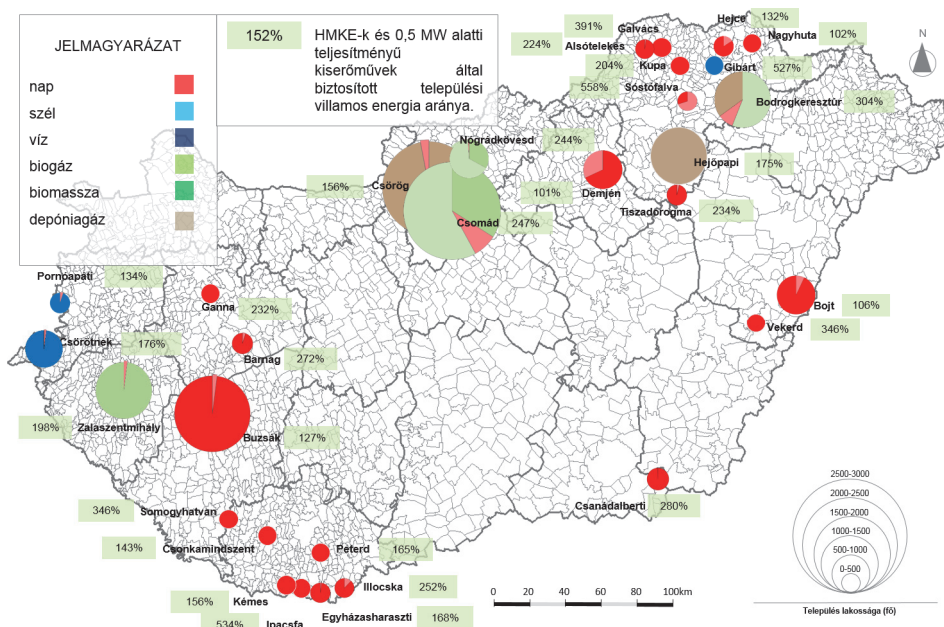 JELMAGYARÁZAT
nap
szél
víz
biogáz
biomassza
depóniagáz
152%
HMKE-k és 0,5 MW alatti
teljesítményű
kiserőművek által
biztosított települési
villamos energia aránya.
391%
Galvács
Hejce
132%
224%
Alsótelekes
Nagyhuta
102%
204%
Kupa
Gibárt
527%
558%
Sóstófalva
Bodrogkeresztúr
304%
N
Nógrádkövesd
244%
Hejőpapi
175%
156%
Csörög
101%
Demjén
Csomád
247%
Tiszadorogma
234%
Pornóapáti
134%
Ganna
232%
Bojt
106%
Vekerd
346%
Csörötnek
176%
Barnag
272%
198%
Zalaszentmihály
Buzsák
127%
346%
Somogyhatvan
Csanádalberti
280%
143%
Csonkamindszent
Peterd
165%
Illocska
252%
156%
Kémes
Egyházasharaszti
168%
534%
Ipacsfa
0
20
40
60
80
100km
2500-3000
2000-2500
1500-2000
1000-1500
500-1000
0-500
Település lakossága (fő)